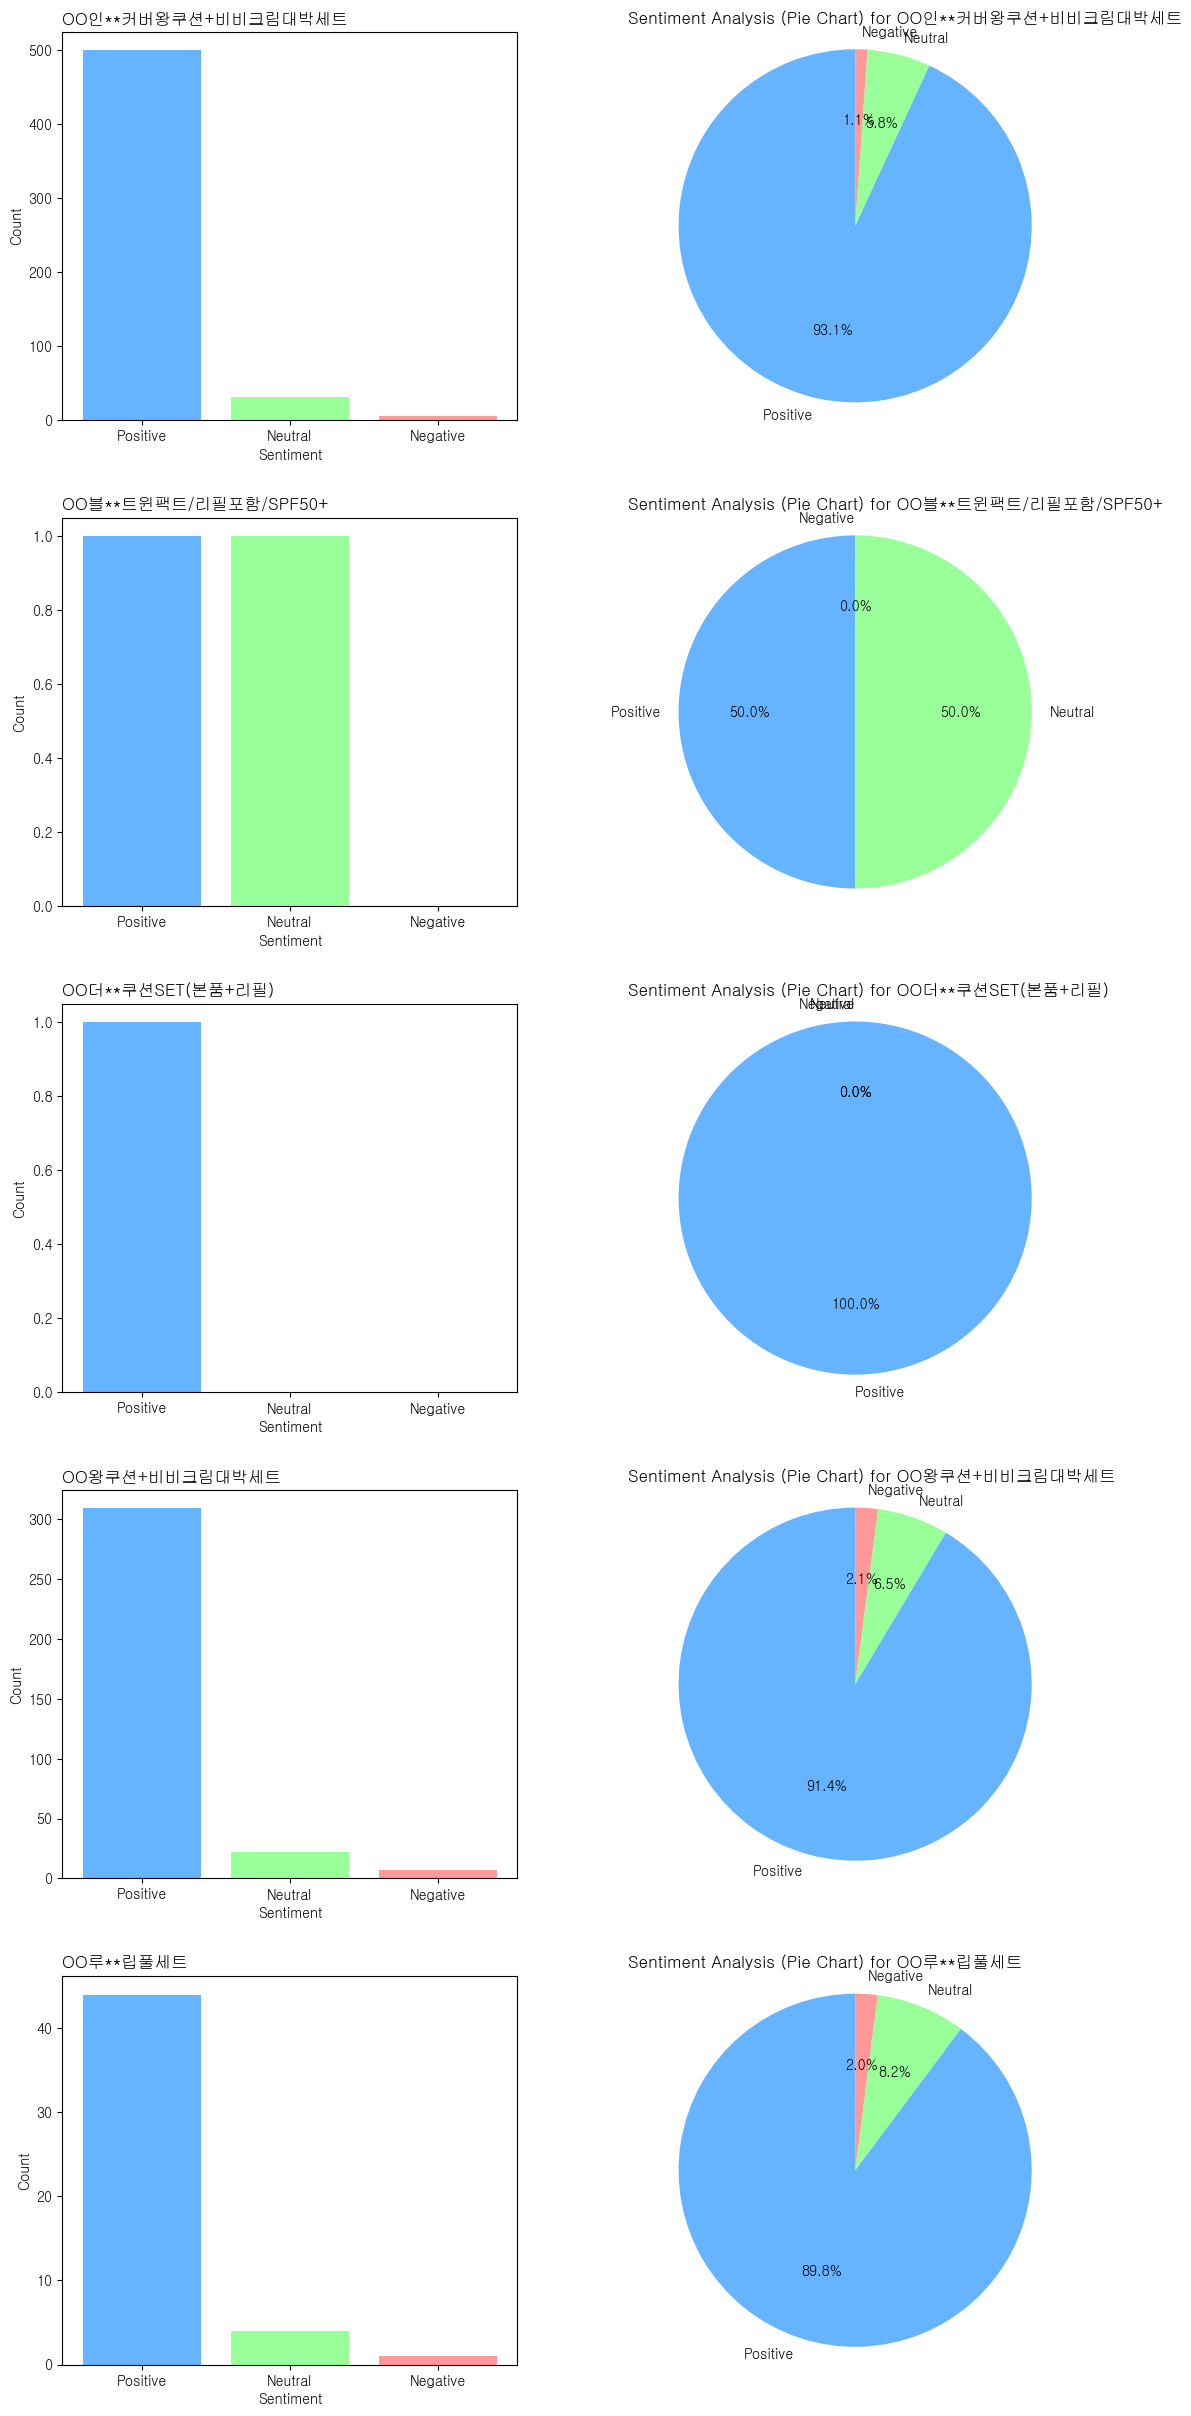 OO인**커버왕쿠션+비비크림대박세트
500
400
300
200
100
0
Count
Positive
Neutral
Negative
Sentiment
Sentiment Analysis (Pie Chart) for OO인**커버왕쿠션+비비크림대박세트
Negative
Neutral
1.1%
5.8%
93.1%
Positive
OO블**트윈팩트/리필포함/SPF50+
1.0
0.8
0.6
0.4
0.2
0.0
Count
Positive
Neutral
Negative
Sentiment
Sentiment Analysis (Pie Chart) for OO블**트윈팩트/리필포함/SPF50+
Negative
0.0%
Positive
50.0%
50.0%
Neutral
OO더**쿠션SET(본품+리필)
1.0
0.8
0.6
0.4
0.2
0.0
Count
Positive
Neutral
Negative
Sentiment
Sentiment Analysis (Pie Chart) for OO더**쿠션SET(본품+리필)
Negative
Neutral
0.0%
0.0%
100.0%
Positive
OO왕쿠션+비비크림대박세트
300
250
200
150
100
50
0
Count
Positive
Neutral
Negative
Sentiment
Sentiment Analysis (Pie Chart) for OO왕쿠션+비비크림대박세트
Negative
Neutral
2.1%
6.5%
91.4%
Positive
OO루**립풀세트
40
30
20
10
0
Count
Positive
Neutral
Negative
Sentiment
Sentiment Analysis (Pie Chart) for OO루**립풀세트
Negative
Neutral
2.0%
8.2%
89.8%
Positive